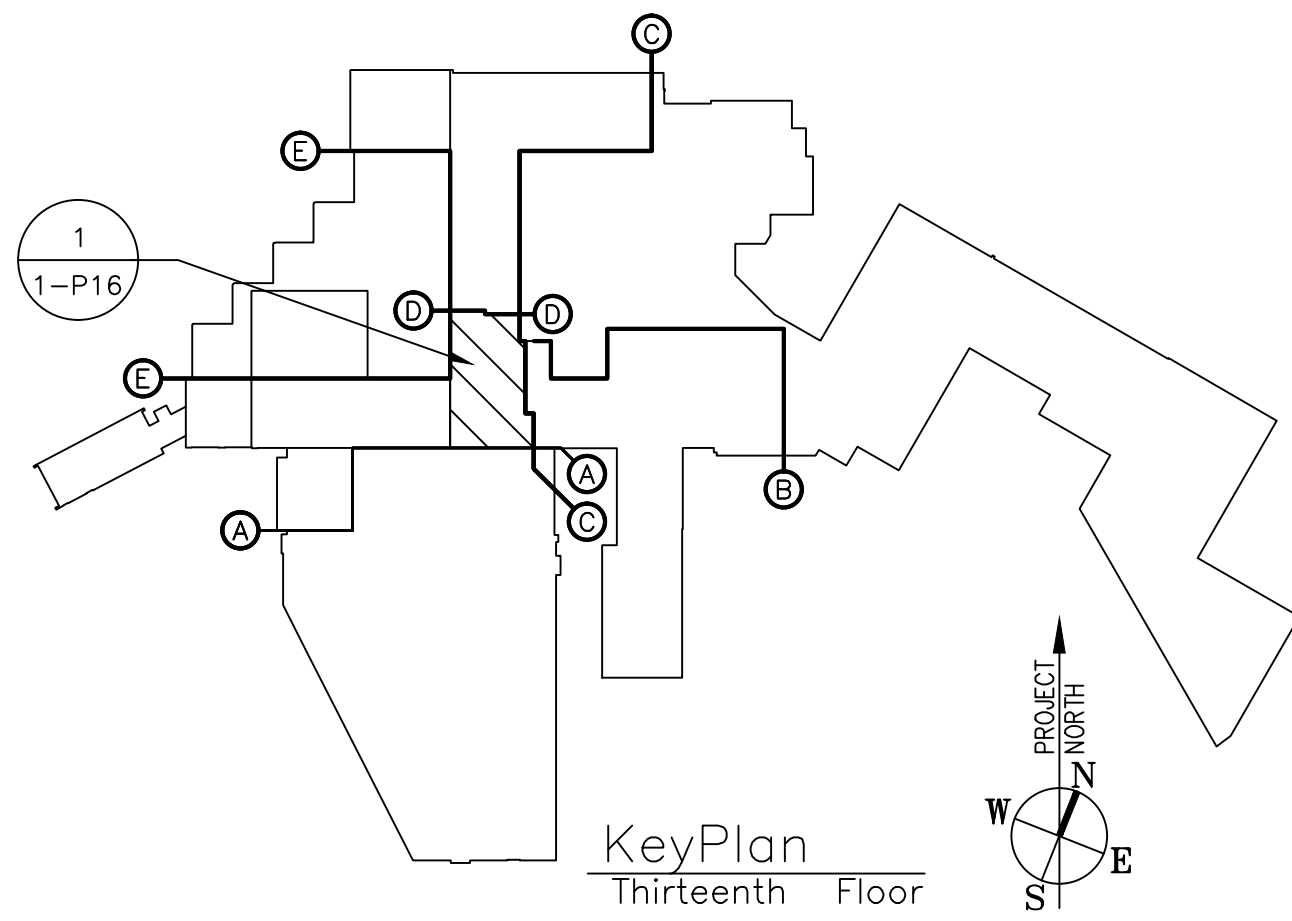 C
E
1
1-P16
D
D
E
A
B
C
A
PROJECT
NORTH
N
W
E
S
KeyPlan
Thirteenth Floor